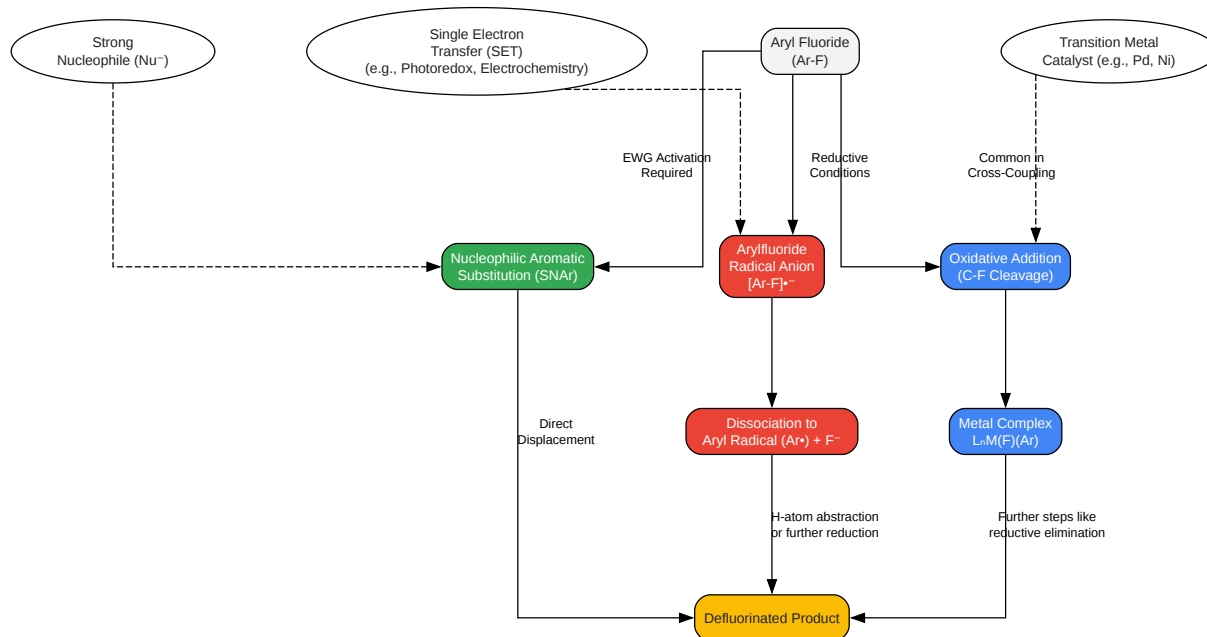 Strong
Nucleophile (Nu⁻)
Single Electron
Transfer (SET)
(e.g., Photoredox, Electrochemistry)
Aryl Fluoride
(Ar-F)
Transition Metal
Catalyst (e.g., Pd, Ni)
EWG Activation
Required
Reductive
Conditions
Common in
Cross-Coupling
Nucleophilic Aromatic
Substitution (SNAr)
Arylfluoride
Radical Anion
[Ar-F]•⁻
Oxidative Addition
(C-F Cleavage)
Direct
Displacement
Dissociation to
Aryl Radical (Ar•) + F⁻
Metal Complex
LₙM(F)(Ar)
H-atom abstraction
or further reduction
Further steps like
reductive elimination
Defluorinated Product